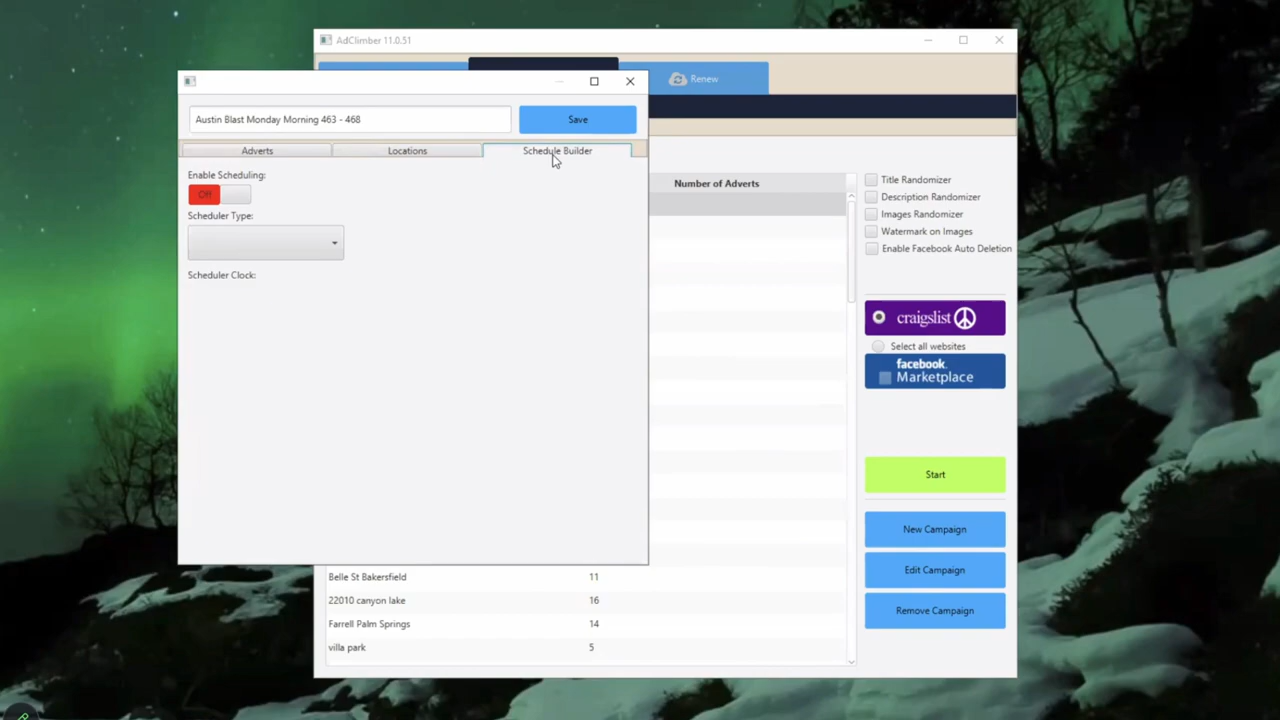 AdClimber 11.0.51
Renew
Austin Blast Monday Morning 463 - 468
Save
Adverts
Locations
Schedule Builder
Enable Scheduling:
Off
Scheduler Type:
Scheduler Clock:
Number of Adverts
Title Randomizer
Description Randomizer
Images Randomizer
Watermark on Images
Enable Facebook Auto Deletion
craigslist
Select all websites
facebook.
Marketplace
Start
New Campaign
Edit Campaign
Remove Campaign
Belle St Bakersfield 11
22010 canyon lake 16
Farrell Palm Springs 14
villa park 5